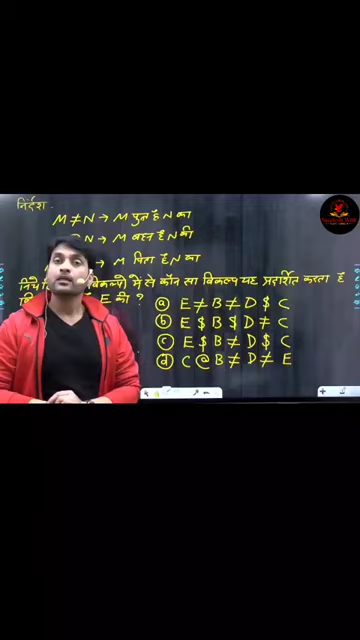 निर्देश
M ≠ N → M पुत्र है N का
N → M बहन है N की
→ M पिता है N का
विकल्पो में से कौन सा विकल्प यह प्रदर्शित करता है
E की ?
ⓐ E ≠ B ≠ D $ C
ⓑ E $ B $ D ≠ C
ⓒ E $ B ≠ D $ C
ⓓ C @ B ≠ D ≠ E